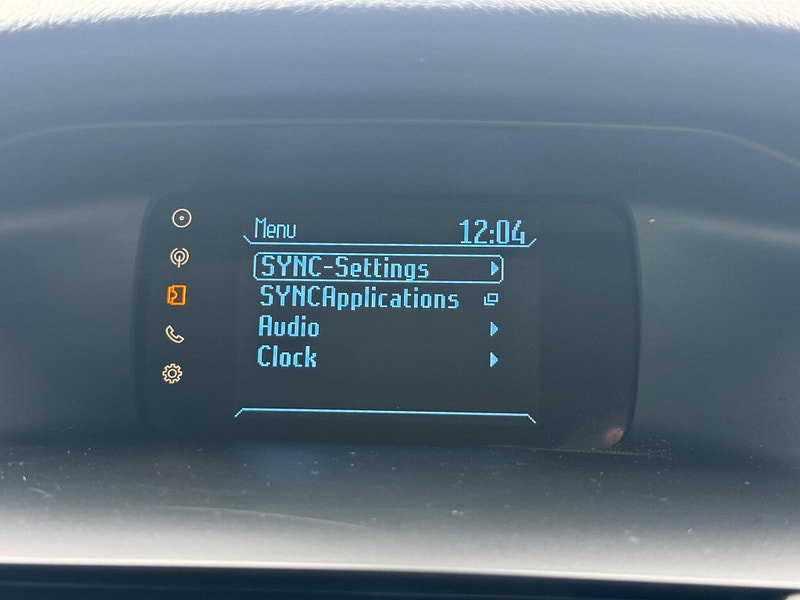 Menu 12:04
SYNC-Settings
SYNCApplications
Audio
Clock